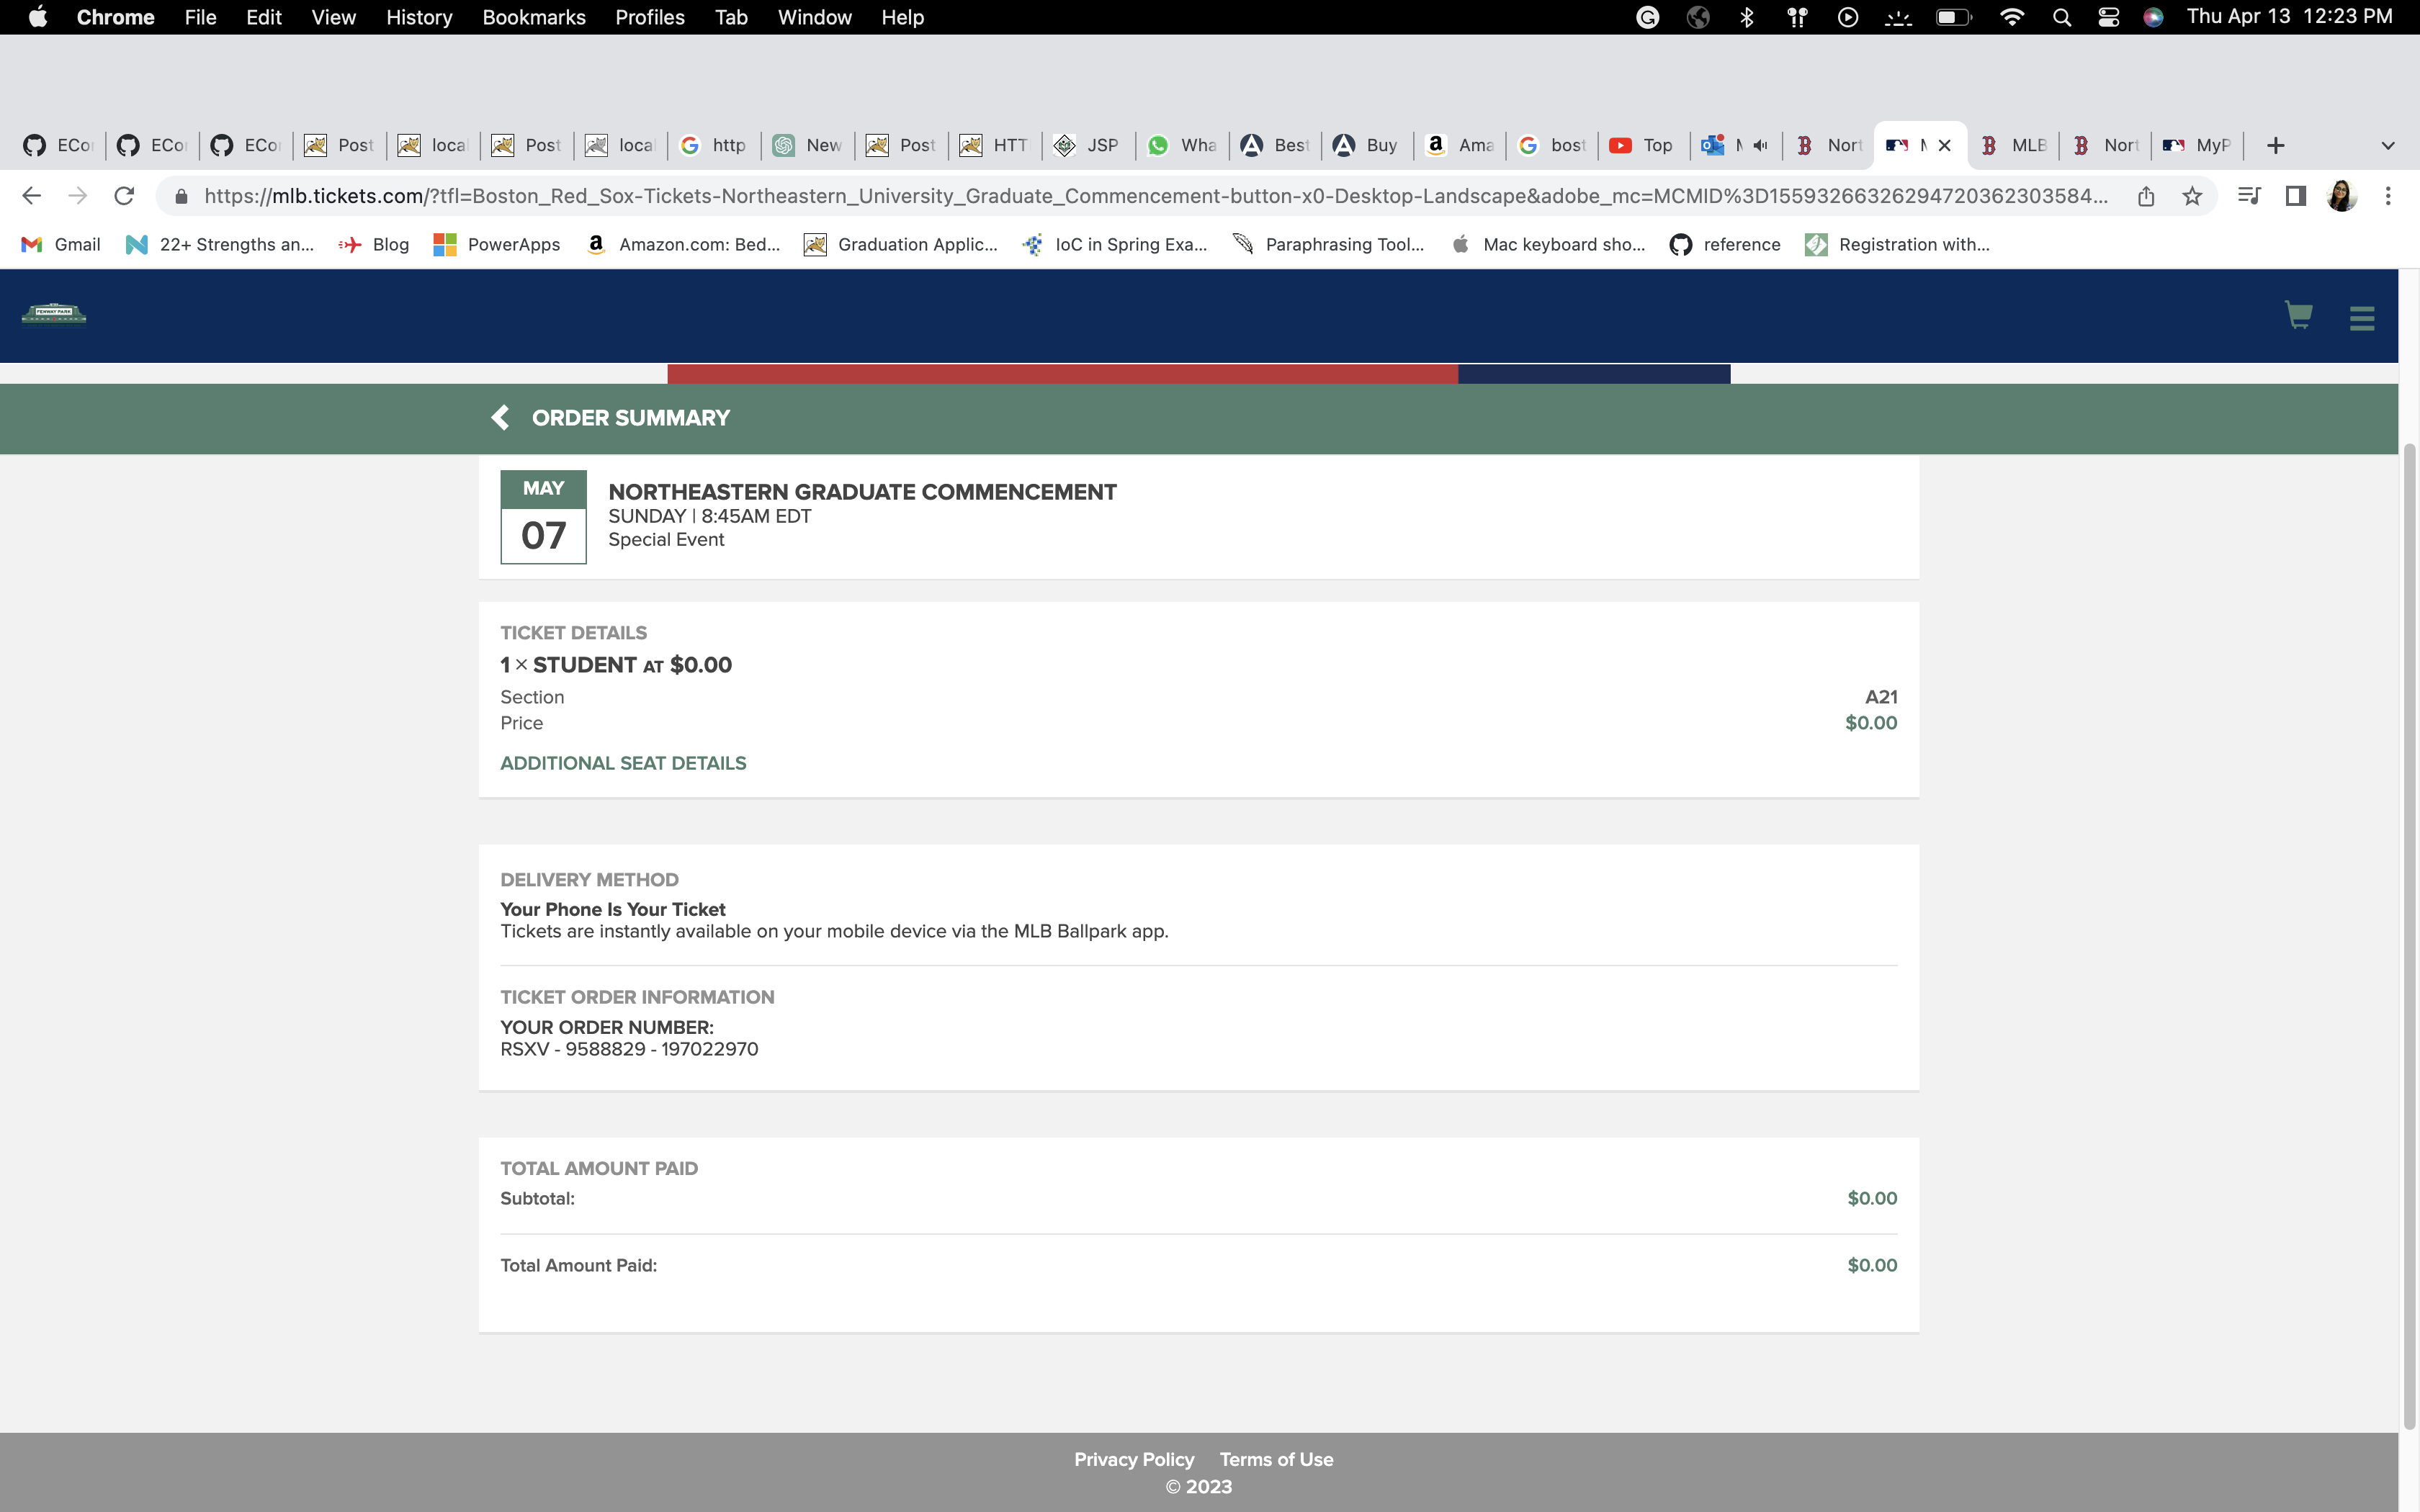 Chrome File Edit View History Bookmarks Profiles Tab Window Help Thu Apr 13 12:23 PM
ECo ECo ECo Post loca Post loca http New Post HTT JSP Wha Best Buy Ama bost Top Nort MLB Nort MyP
https://mlb.tickets.com/?tfl=Boston_Red_Sox-Tickets-Northeastern_University_Graduate_Commencement-button-x0-Desktop-Landscape&adobe_mc=MCMID%3D15593266326294720362303584...
Gmail 22+ Strengths an... Blog PowerApps Amazon.com: Bed... Graduation Applic... IoC in Spring Exa... Paraphrasing Tool... Mac keyboard sho... reference Registration with...
FENWAY PARK
ORDER SUMMARY
MAY
07
NORTHEASTERN GRADUATE COMMENCEMENT
SUNDAY | 8:45AM EDT
Special Event
TICKET DETAILS
1 × STUDENT AT $0.00
Section A21
Price $0.00
ADDITIONAL SEAT DETAILS
DELIVERY METHOD
Your Phone Is Your Ticket
Tickets are instantly available on your mobile device via the MLB Ballpark app.
TICKET ORDER INFORMATION
YOUR ORDER NUMBER:
RSXV - 9588829 - 197022970
TOTAL AMOUNT PAID
Subtotal: $0.00
Total Amount Paid: $0.00
Privacy Policy Terms of Use
© 2023